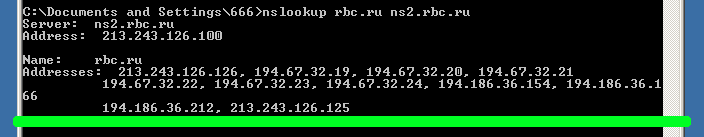 C:\Documents and Settings\666>nslookup rbc.ru ns2.rbc.ru
Server:  ns2.rbc.ru
Address:  213.243.126.100
Name:    rbc.ru
Addresses:  213.243.126.126, 194.67.32.19, 194.67.32.20, 194.67.32.21
194.67.32.22, 194.67.32.23, 194.67.32.24, 194.186.36.154, 194.186.36.1
66
194.186.36.212, 213.243.126.125